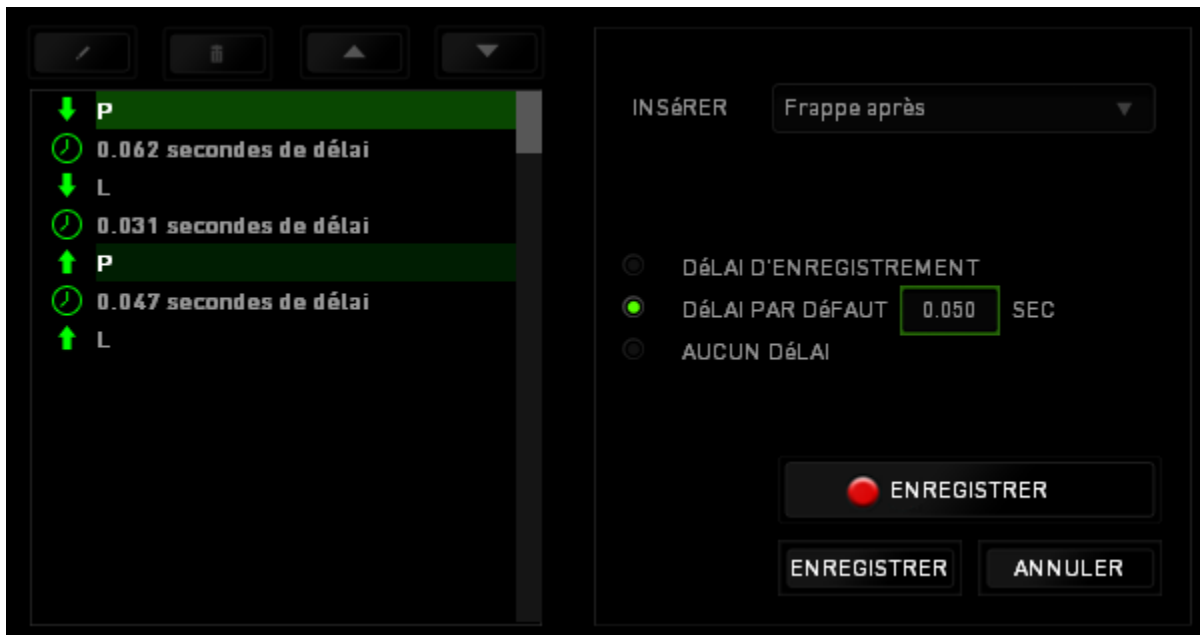 P
0.062 secondes de délai
L
0.031 secondes de délai
P
0.047 secondes de délai
L
INSéRER Frappe après
DéLAI D'ENREGISTREMENT
DéLAI PAR DéFAUT 0.050 SEC
AUCUN DéLAI
ENREGISTRER
ENREGISTRER ANNULER